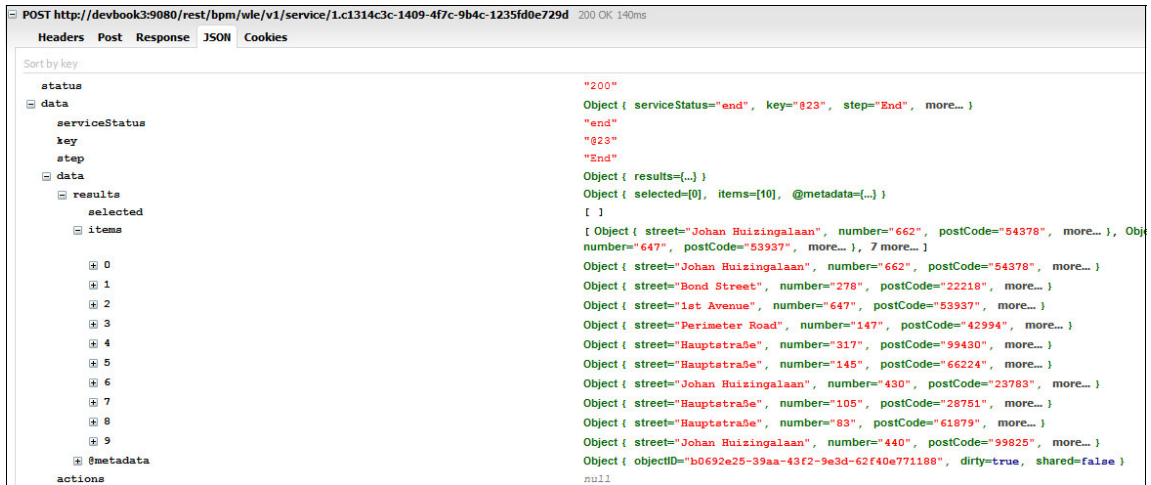 POST http://devbook3:9080/rest/bpm/wle/v1/service/1.c1314c3c-1409-4f7c-9b4c-1235fd0e729d 200 OK 140ms
Headers Post Response JSON Cookies
Sort by key
status "200"
data Object { serviceStatus="end", key="@23", step="End", more... }
serviceStatus "end"
key "@23"
step "End"
data Object { results={...} }
results Object { selected=[0], items=[10], @metadata={...} }
selected [ ]
items [ Object { street="Johan Huizingalaan", number="662", postCode="54378", more... }, Obje
number="647", postCode="53937", more... }, 7 more... ]
0 Object { street="Johan Huizingalaan", number="662", postCode="54378", more... }
1 Object { street="Bond Street", number="278", postCode="22218", more... }
2 Object { street="1st Avenue", number="647", postCode="53937", more... }
3 Object { street="Perimeter Road", number="147", postCode="42994", more... }
4 Object { street="Hauptstraße", number="317", postCode="99430", more... }
5 Object { street="Hauptstraße", number="145", postCode="66224", more... }
6 Object { street="Johan Huizingalaan", number="430", postCode="23783", more... }
7 Object { street="Hauptstraße", number="105", postCode="28751", more... }
8 Object { street="Hauptstraße", number="83", postCode="61879", more... }
9 Object { street="Johan Huizingalaan", number="440", postCode="99825", more... }
@metadata Object { objectID="b0692e25-39aa-43f2-9e3d-62f40e771188", dirty=true, shared=false }
actions null